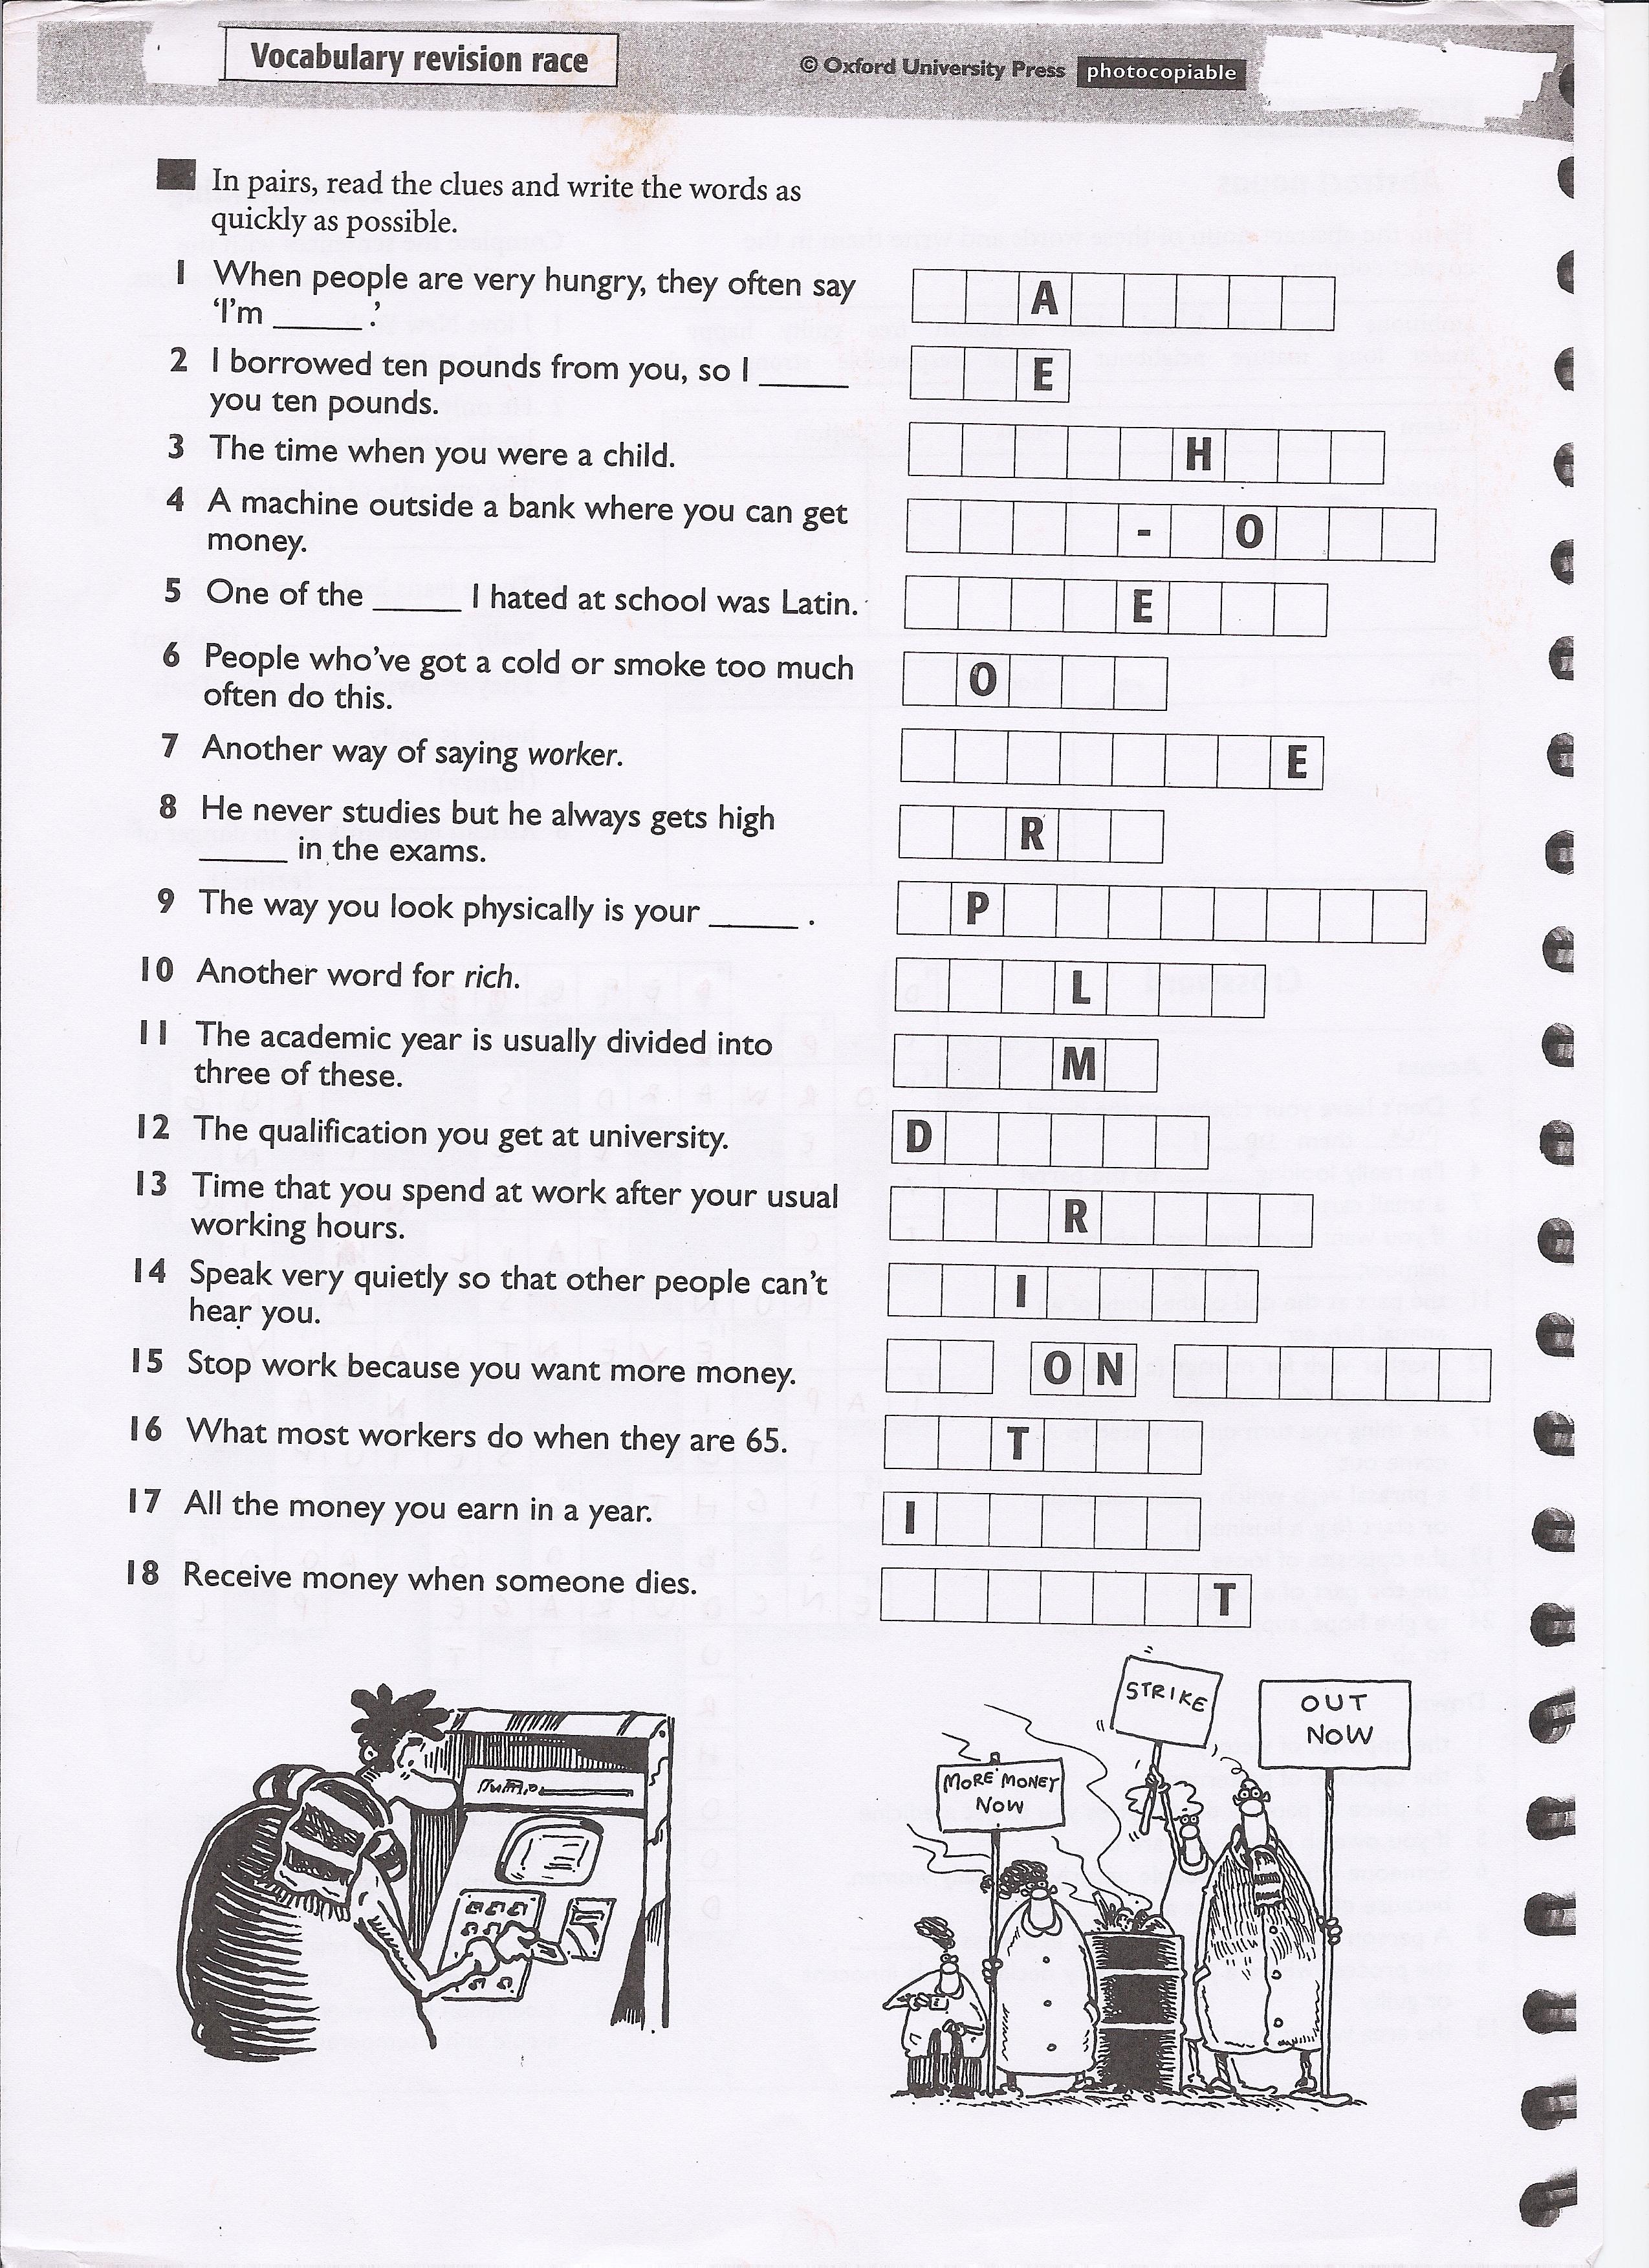 Vocabulary revision race
© Oxford University Press photocopiable
In pairs, read the clues and write the words as
quickly as possible.
1 When people are very hungry, they often say
‘I’m _____.’
A
2 I borrowed ten pounds from you, so I _____
you ten pounds.
E
3 The time when you were a child.
H
4 A machine outside a bank where you can get
money.
- O
5 One of the _____ I hated at school was Latin.
E
6 People who’ve got a cold or smoke too much
often do this.
O
7 Another way of saying worker.
E
8 He never studies but he always gets high
_____ in the exams.
R
9 The way you look physically is your _____ .
P
10 Another word for rich.
L
11 The academic year is usually divided into
three of these.
M
12 The qualification you get at university.
D
13 Time that you spend at work after your usual
working hours.
R
14 Speak very quietly so that other people can’t
hear you.
I
15 Stop work because you want more money.
ON
16 What most workers do when they are 65.
T
17 All the money you earn in a year.
I
18 Receive money when someone dies.
T
STRIKE
OUT
NOW
MORE MONEY
NOW